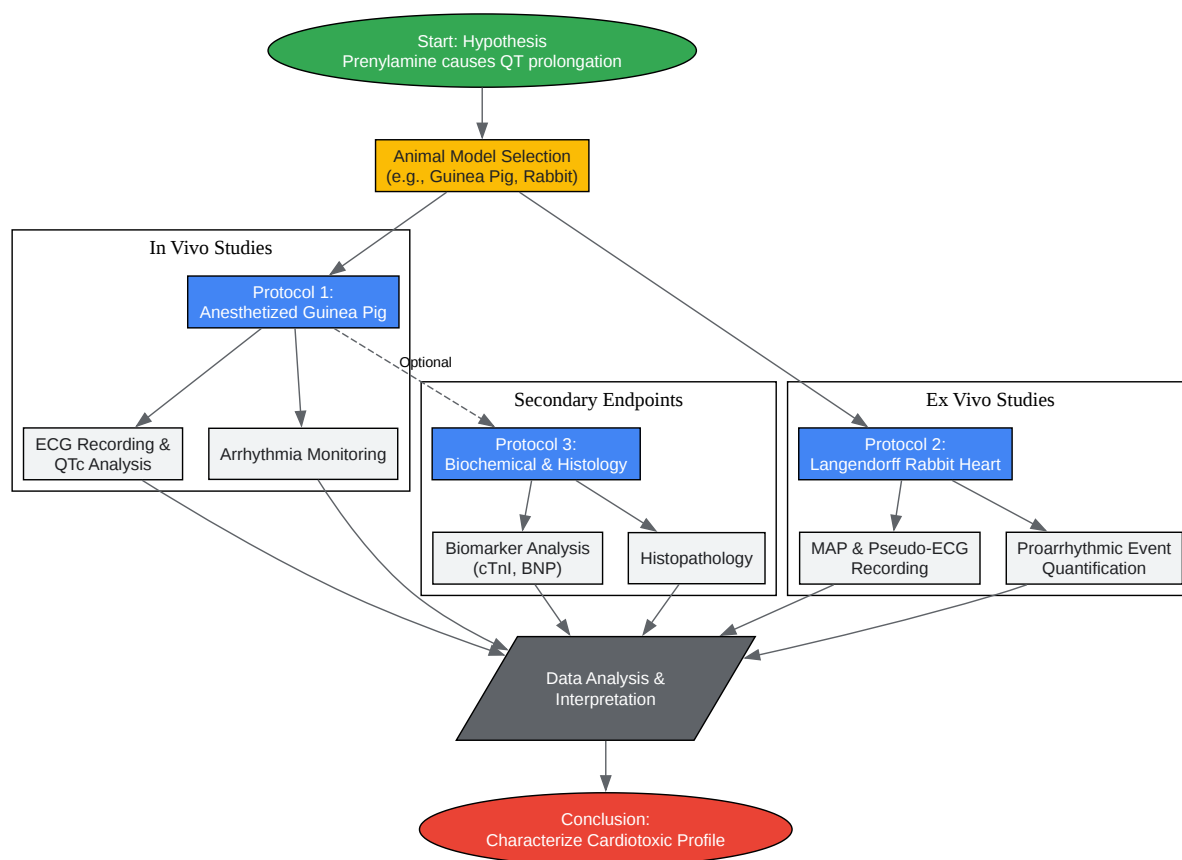 Start: Hypothesis
Prenylamine causes QT prolongation
Animal Model Selection
(e.g., Guinea Pig, Rabbit)
In Vivo Studies
Protocol 1:
Anesthetized Guinea Pig
Optional
ECG Recording &
QTc Analysis
Arrhythmia Monitoring
Secondary Endpoints
Protocol 3:
Biochemical & Histology
Biomarker Analysis
(cTnI, BNP)
Histopathology
Ex Vivo Studies
Protocol 2:
Langendorff Rabbit Heart
MAP & Pseudo-ECG
Recording
Proarrhythmic Event
Quantification
Data Analysis &
Interpretation
Conclusion:
Characterize Cardiotoxic Profile